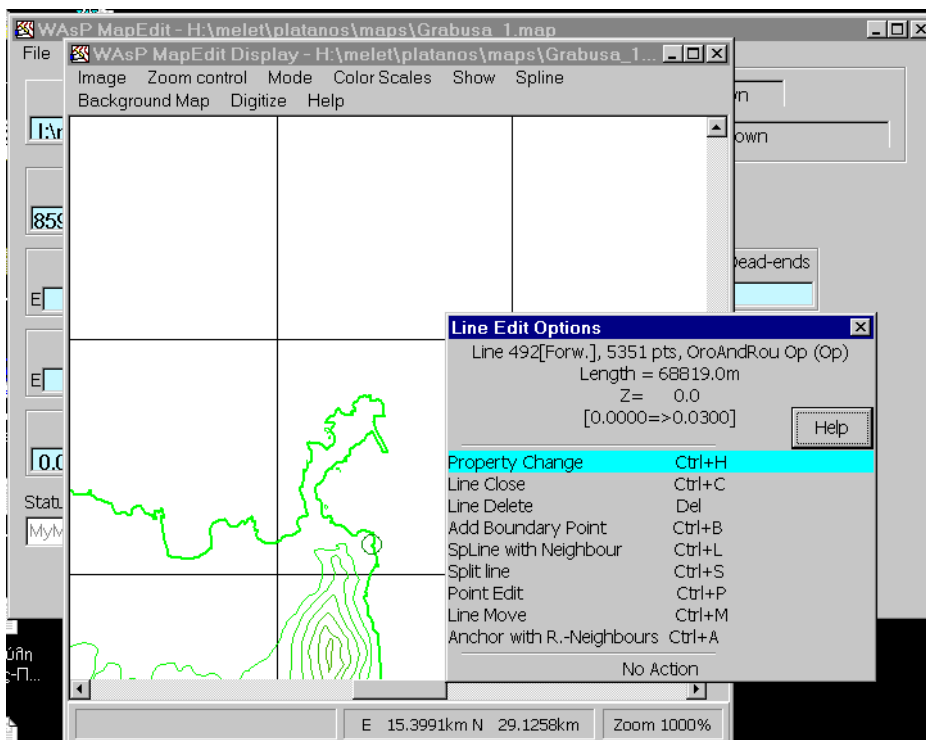 WAsP MapEdit - H:\melet\platanos\maps\Grabusa_1.map
File
WAsP MapEdit Display - H:\melet\platanos\maps\Grabusa_1...
Image Zoom control Mode Color Scales Show Spline
Background Map Digitize Help
own
859
Dead-ends
E
Line Edit Options
Line 492[Forw.], 5351 pts, OroAndRou Op (Op)
Length = 68819.0m
Z= 0.0
[0.0000=>0.0300]
Help
E
Property Change Ctrl+H
Line Close Ctrl+C
Line Delete Del
Add Boundary Point Ctrl+B
SpLine with Neighbour Ctrl+L
Split line Ctrl+S
Point Edit Ctrl+P
Line Move Ctrl+M
Anchor with R.-Neighbours Ctrl+A
No Action
E 15.3991km N 29.1258km
Zoom 1000%